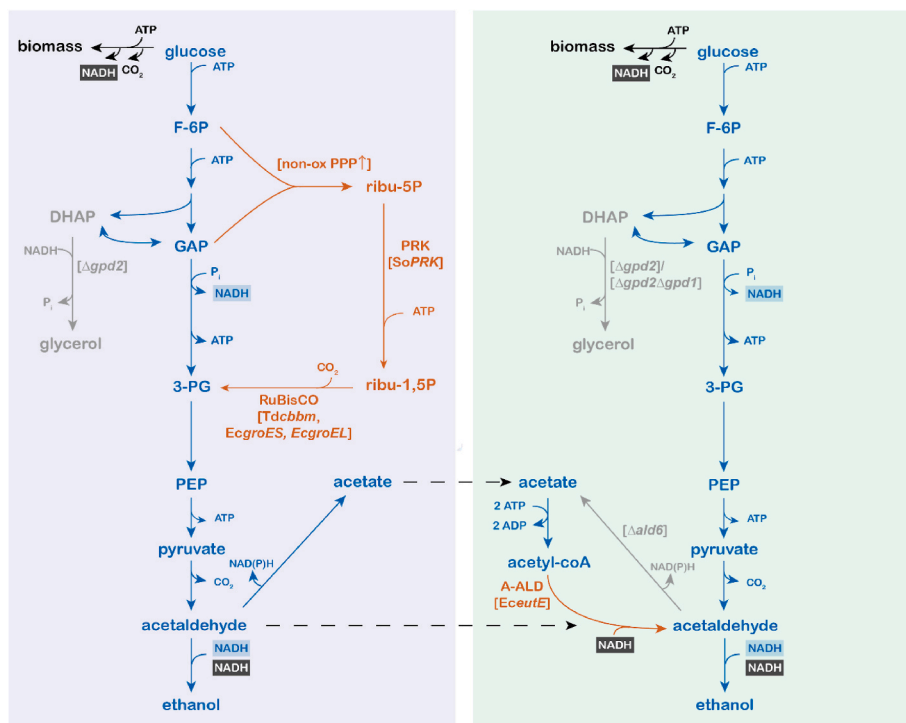 biomass
ATP
NADH
CO2
glucose
ATP
F-6P
ATP
[non-ox PPP↑]
ribu-5P
DHAP
GAP
NADH
[Δgpd2]
Pi
glycerol
Pi
NADH
ATP
PRK
[SoPRK]
ATP
3-PG
CO2
ribu-1,5P
RuBisCO
[Tdcbbm,
EcgroES, EcgroEL]
PEP
acetate
ATP
pyruvate
NAD(P)H
CO2
acetaldehyde
NADH
NADH
ethanol
biomass
ATP
NADH
CO2
glucose
ATP
F-6P
ATP
DHAP
GAP
NADH
[Δgpd2]/
[Δgpd2Δgpd1]
Pi
glycerol
Pi
NADH
ATP
3-PG
acetate
PEP
2 ATP
2 ADP
[Δald6]
ATP
acetyl-coA
pyruvate
A-ALD
[EceutE]
NAD(P)H
CO2
NADH
acetaldehyde
NADH
NADH
ethanol